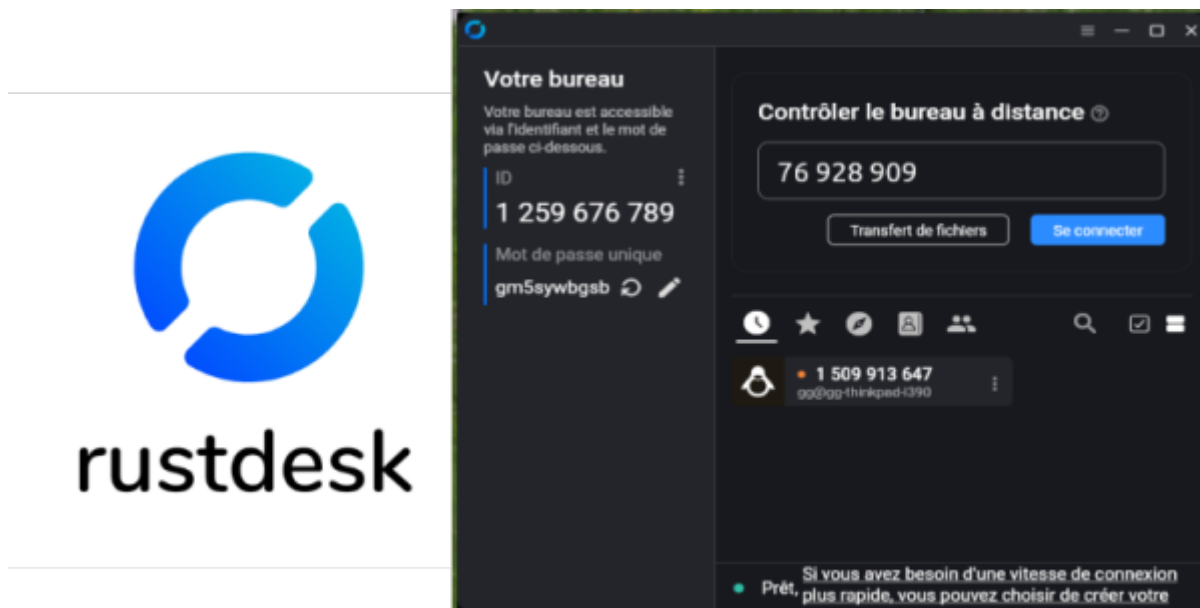 rustdesk
Votre bureau
Votre bureau est accessible
via l'identifiant et le mot de
passe ci-dessous.
ID
1 259 676 789
Mot de passe unique
gm5sywbgsb
Contrôler le bureau à distance
76 928 909
Transfert de fichiers
Se connecter
1 509 913 647
gg@gg-thinkpad-l390
Prêt, Si vous avez besoin d'une vitesse de connexion
plus rapide, vous pouvez choisir de créer votre